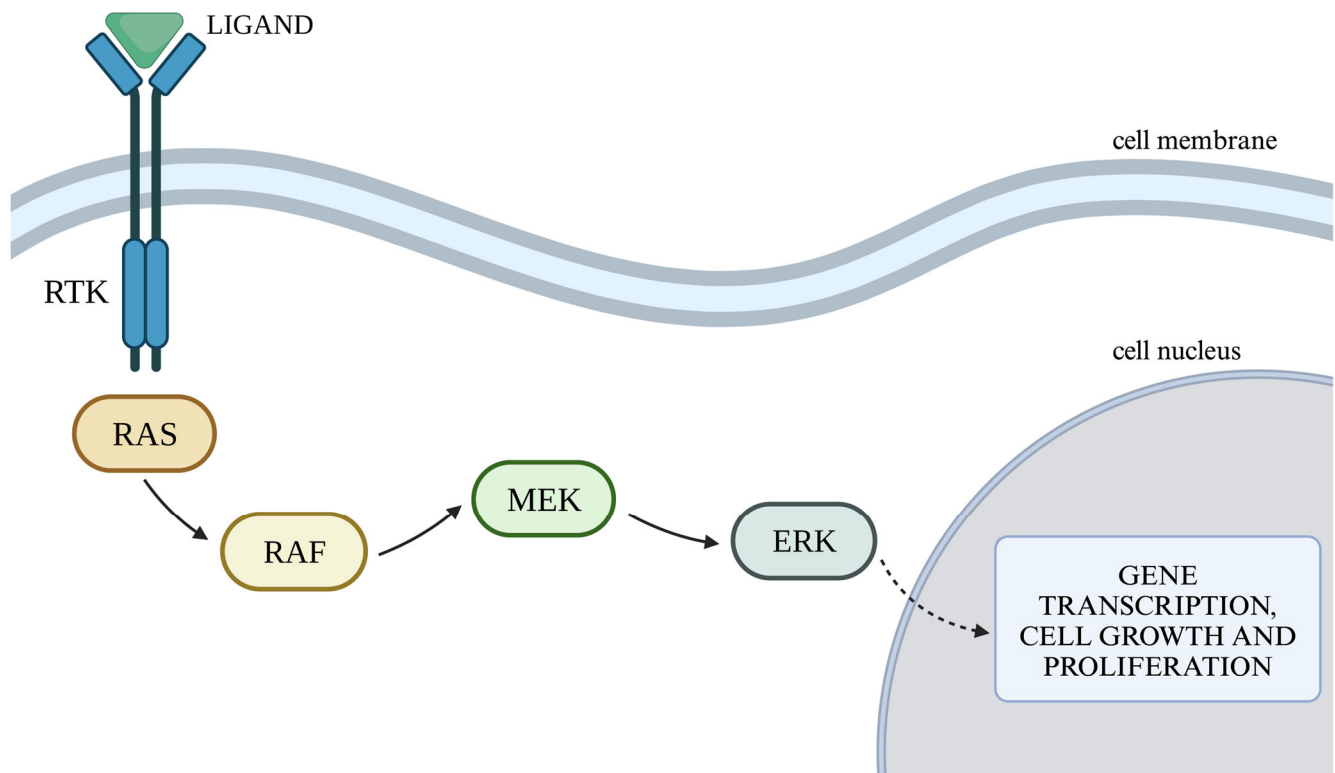 LIGAND
cell membrane
RTK
cell nucleus
RAS
RAF
MEK
ERK
GENE
TRANSCRIPTION,
CELL GROWTH AND
PROLIFERATION